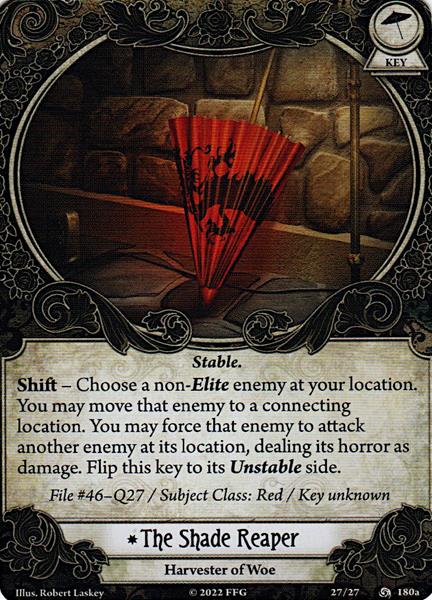 KEY
Stable.
Shift – Choose a non-Elite enemy at your location.
You may move that enemy to a connecting
location. You may force that enemy to attack
another enemy at its location, dealing its horror as
damage. Flip this key to its Unstable side.
File #46–Q27 / Subject Class: Red / Key unknown
*The Shade Reaper
Harvester of Woe
Illus. Robert Laskey © 2022 FFG 27/27 180a